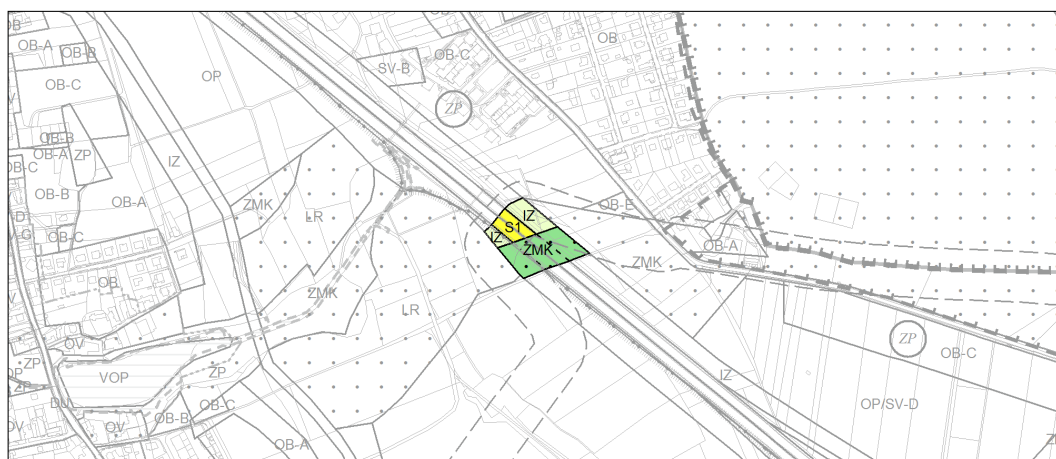 OB
OB-A
OB-B
OB-C
OP
OB-C
OB
SV-B
ZP
OB-B
OB-A
ZP
OB-C
IZ
OB-B
OB-A
ZMK
LR
OB-E
IZ
S1
IZ
ZMK
OB-C
OB-A
ZMK
OB
ZMK
LR
OV
ZP
ZP
VOP
ZP
IZ
OB-C
OP/SV-D
DU
OB-C
OB-B
OV
OV
OB-A